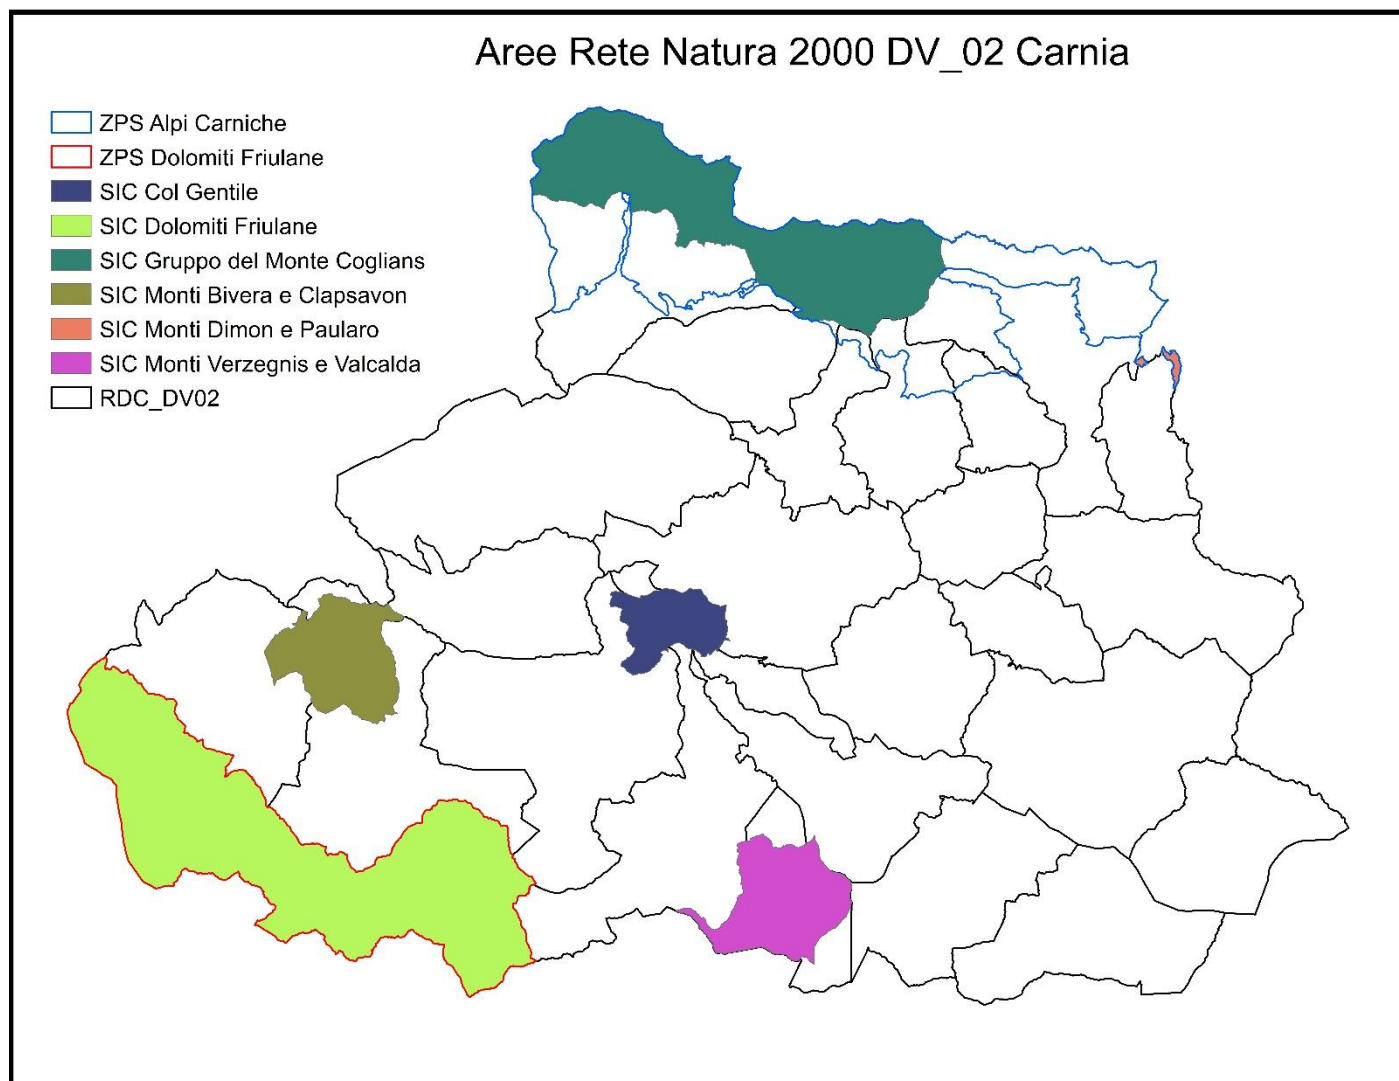 Aree Rete Natura 2000 DV_02 Carnia
ZPS Alpi Carniche
ZPS Dolomiti Friulane
SIC Col Gentile
SIC Dolomiti Friulane
SIC Gruppo del Monte Coglians
SIC Monti Bivera e Clapsavon
SIC Monti Dimon e Paularo
SIC Monti Verzegnis e Valcalda
RDC_DV02